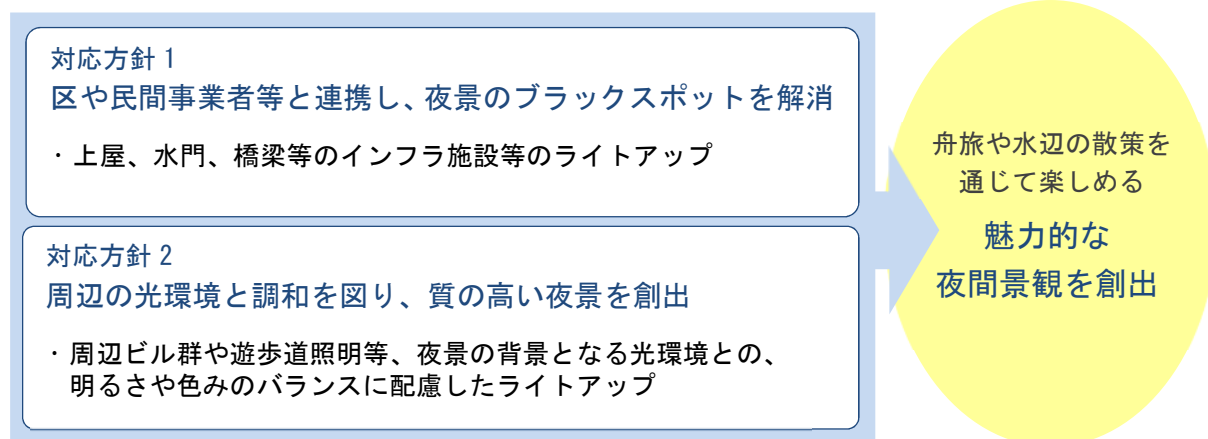 対応方針 1
区や民間事業者等と連携し、夜景のブラックスポットを解消
・上屋、水門、橋梁等のインフラ施設等のライトアップ
対応方針 2
周辺の光環境と調和を図り、質の高い夜景を創出
・周辺ビル群や遊歩道照明等、夜景の背景となる光環境との、
明るさや色みのバランスに配慮したライトアップ
舟旅や水辺の散策を
通じて楽しめる
魅力的な
夜間景観を創出